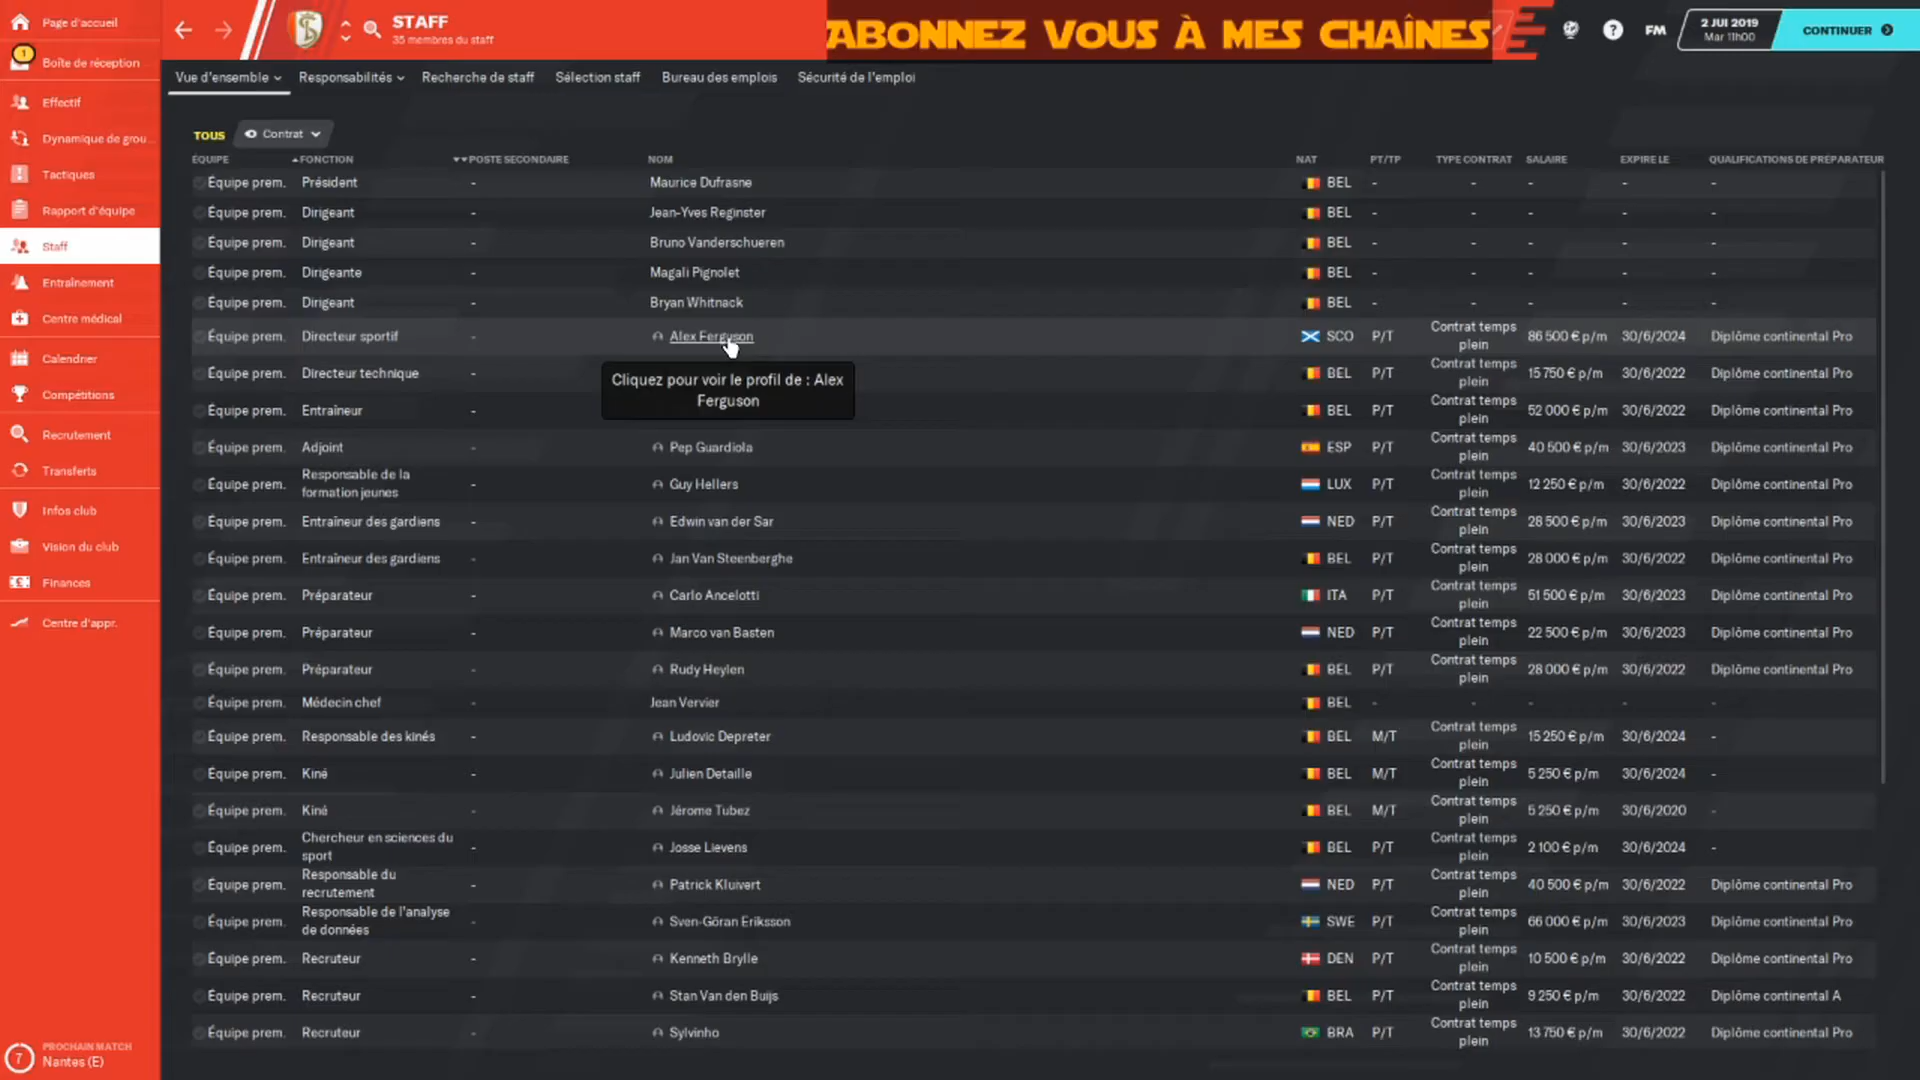 Page d'accueil
1
Boîte de réception
Effectif
Dynamique de grou...
Tactiques
Rapport d'équipe
Staff
Entraînement
Centre médical
Calendrier
Compétitions
Recrutement
Transferts
Infos club
Vision du club
Finances
Centre d'appr.
7
PROCHAIN MATCH
Nantes (E)
STAFF
35 membres du staff
ABONNEZ VOUS À MES CHAÎNES
?
FM
2 JUI 2019
Mar 11h00
CONTINUER
Vue d'ensemble Responsabilités Recherche de staff Sélection staff Bureau des emplois Sécurité de l'emploi
TOUS Contrat
ÉQUIPE FONCTION POSTE SECONDAIRE NOM NAT PT/TP TYPE CONTRAT SALAIRE EXPIRE LE QUALIFICATIONS DE PRÉPARATEUR
Équipe prem. Président - Maurice Dufrasne BEL - - - - -
Équipe prem. Dirigeant - Jean-Yves Reginster BEL - - - - -
Équipe prem. Dirigeant - Bruno Vanderschueren BEL - - - - -
Équipe prem. Dirigeante - Magali Pignolet BEL - - - - -
Équipe prem. Dirigeant - Bryan Whitnack BEL - - - - -
Équipe prem. Directeur sportif - Alex Ferguson SCO P/T Contrat temps plein 86 500 € p/m 30/6/2024 Diplôme continental Pro
Équipe prem. Directeur technique - BEL P/T Contrat temps plein 15 750 € p/m 30/6/2022 Diplôme continental Pro
Cliquez pour voir le profil de : Alex
Ferguson
Équipe prem. Entraîneur - BEL P/T Contrat temps plein 52 000 € p/m 30/6/2022 Diplôme continental Pro
Équipe prem. Adjoint - Pep Guardiola ESP P/T Contrat temps plein 40 500 € p/m 30/6/2023 Diplôme continental Pro
Équipe prem. Responsable de la formation jeunes - Guy Hellers LUX P/T Contrat temps plein 12 250 € p/m 30/6/2022 Diplôme continental Pro
Équipe prem. Entraîneur des gardiens - Edwin van der Sar NED P/T Contrat temps plein 28 500 € p/m 30/6/2023 Diplôme continental Pro
Équipe prem. Entraîneur des gardiens - Jan Van Steenberghe BEL P/T Contrat temps plein 28 000 € p/m 30/6/2022 Diplôme continental Pro
Équipe prem. Préparateur - Carlo Ancelotti ITA P/T Contrat temps plein 51 500 € p/m 30/6/2023 Diplôme continental Pro
Équipe prem. Préparateur - Marco van Basten NED P/T Contrat temps plein 22 500 € p/m 30/6/2023 Diplôme continental Pro
Équipe prem. Préparateur - Rudy Heylen BEL P/T Contrat temps plein 28 000 € p/m 30/6/2022 Diplôme continental Pro
Équipe prem. Médecin chef - Jean Vervier BEL - - - - -
Équipe prem. Responsable des kinés - Ludovic Depreter BEL M/T Contrat temps plein 15 250 € p/m 30/6/2024 -
Équipe prem. Kiné - Julien Detaille BEL M/T Contrat temps plein 5 250 € p/m 30/6/2024 -
Équipe prem. Kiné - Jérome Tubez BEL M/T Contrat temps plein 5 250 € p/m 30/6/2020 -
Équipe prem. Chercheur en sciences du sport - Josse Lievens BEL P/T Contrat temps plein 2 100 € p/m 30/6/2024 -
Équipe prem. Responsable du recrutement - Patrick Kluivert NED P/T Contrat temps plein 40 500 € p/m 30/6/2022 Diplôme continental Pro
Équipe prem. Responsable de l'analyse de données - Sven-Göran Eriksson SWE P/T Contrat temps plein 66 000 € p/m 30/6/2023 Diplôme continental Pro
Équipe prem. Recruteur - Kenneth Brylle DEN P/T Contrat temps plein 10 500 € p/m 30/6/2022 Diplôme continental Pro
Équipe prem. Recruteur - Stan Van den Buijs BEL P/T Contrat temps plein 9 250 € p/m 30/6/2022 Diplôme continental A
Équipe prem. Recruteur - Sylvinho BRA P/T Contrat temps plein 13 750 € p/m 30/6/2022 Diplôme continental Pro